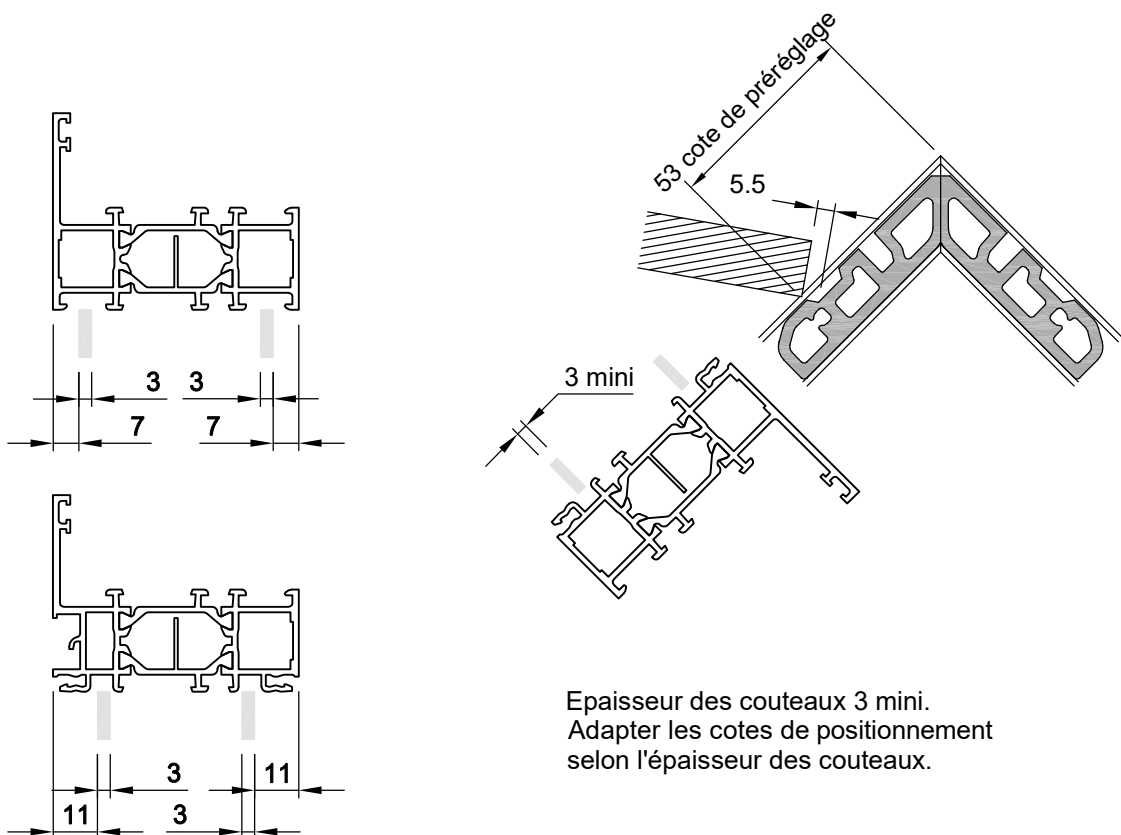 53 cote de préréglage
5.5
3 3
7 7
3 mini
3 11
11 3
Epaisseur des couteaux 3 mini.
Adapter les cotes de positionnement
selon l'épaisseur des couteaux.